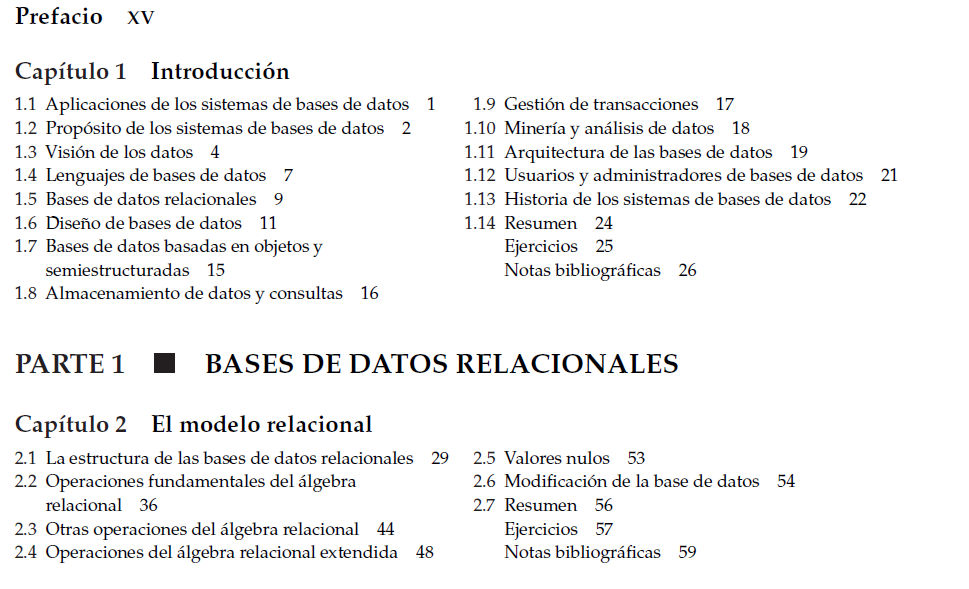 Prefacio XV
Capítulo 1 Introducción
1.1 Aplicaciones de los sistemas de bases de datos 1
1.2 Propósito de los sistemas de bases de datos 2
1.3 Visión de los datos 4
1.4 Lenguajes de bases de datos 7
1.5 Bases de datos relacionales 9
1.6 Diseño de bases de datos 11
1.7 Bases de datos basadas en objetos y
semiestructuradas 15
1.8 Almacenamiento de datos y consultas 16
1.9 Gestión de transacciones 17
1.10 Minería y análisis de datos 18
1.11 Arquitectura de las bases de datos 19
1.12 Usuarios y administradores de bases de datos 21
1.13 Historia de los sistemas de bases de datos 22
1.14 Resumen 24
Ejercicios 25
Notas bibliográficas 26
PARTE 1 ■ BASES DE DATOS RELACIONALES
Capítulo 2 El modelo relacional
2.1 La estructura de las bases de datos relacionales 29
2.2 Operaciones fundamentales del álgebra
relacional 36
2.3 Otras operaciones del álgebra relacional 44
2.4 Operaciones del álgebra relacional extendida 48
2.5 Valores nulos 53
2.6 Modificación de la base de datos 54
2.7 Resumen 56
Ejercicios 57
Notas bibliográficas 59